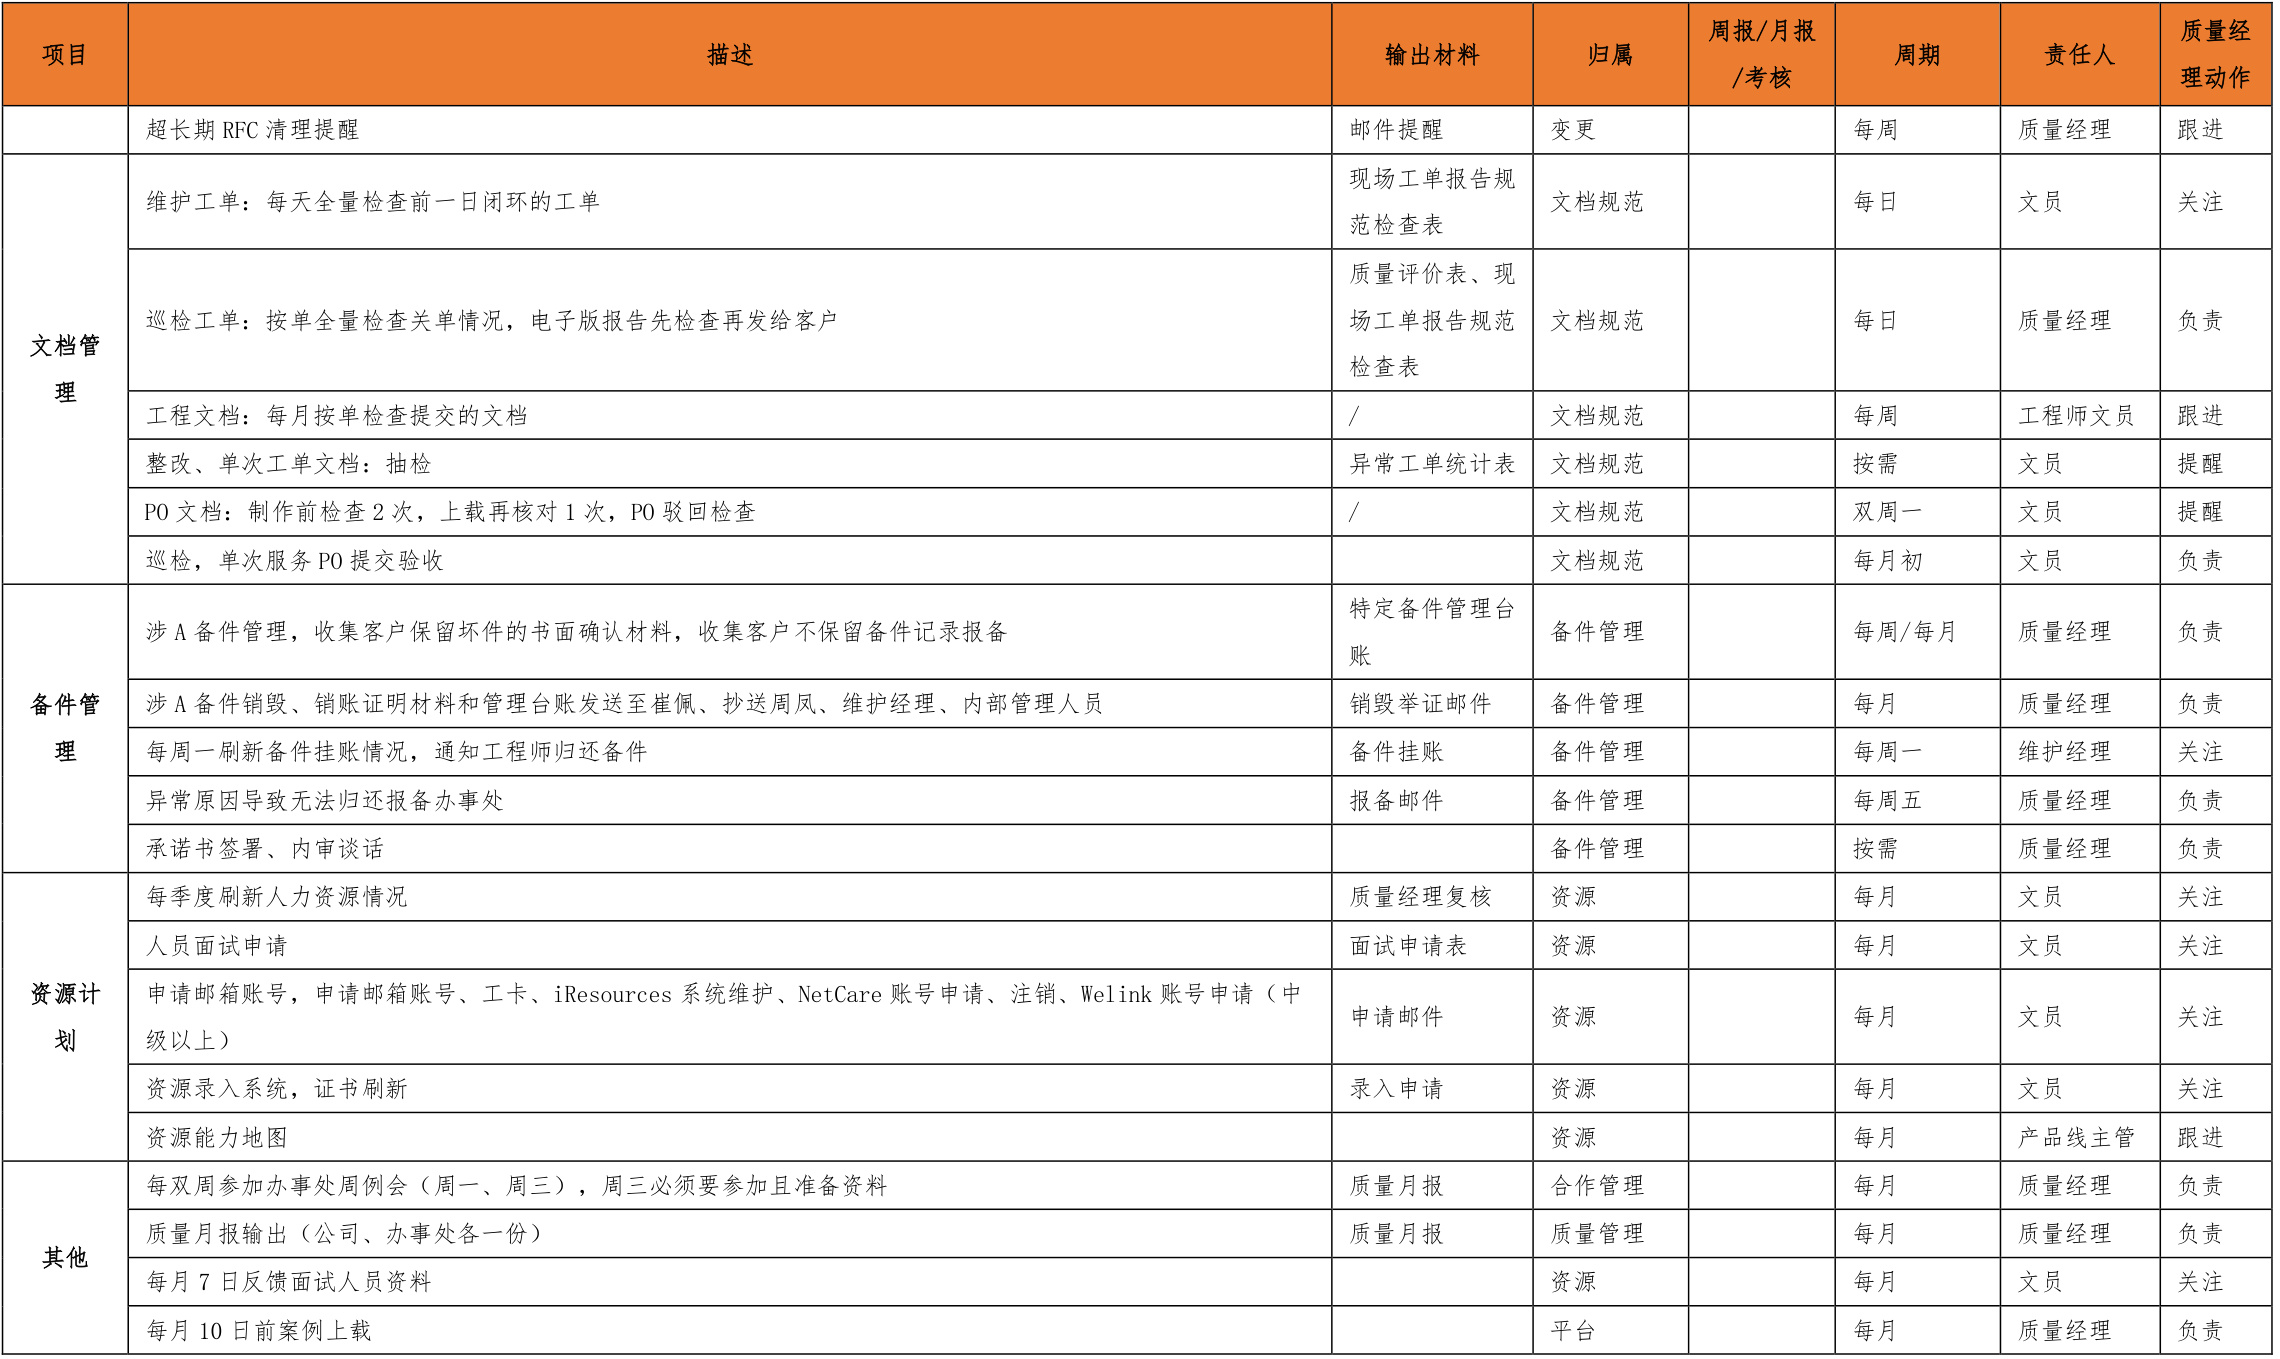 项目 描述 输出材料 归属 周报/月报/考核 周期 责任人 质量经理动作
超长期 RFC 清理提醒 邮件提醒 变更 每周 质量经理 跟进
文档管理
维护工单：每天全量检查前一日闭环的工单 现场工单报告规范检查表 文档规范 每日 文员 关注
巡检工单：按单全量检查关单情况，电子版报告先检查再发给客户 质量评价表、现场工单报告规范检查表 文档规范 每日 质量经理 负责
工程文档：每月按单检查提交的文档 / 文档规范 每周 工程师文员 跟进
整改、单次工单文档：抽检 异常工单统计表 文档规范 按需 文员 提醒
PO 文档：制作前检查 2 次，上载再核对 1 次，PO 驳回检查 / 文档规范 双周一 文员 提醒
巡检，单次服务 PO 提交验收 文档规范 每月初 文员 负责
备件管理
涉 A 备件管理，收集客户保留坏件的书面确认材料，收集客户不保留备件记录报备 特定备件管理台账 备件管理 每周/每月 质量经理 负责
涉 A 备件销毁、销账证明材料和管理台账发送至崔佩、抄送周凤、维护经理、内部管理人员 销毁举证邮件 备件管理 每月 质量经理 负责
每周一刷新备件挂账情况，通知工程师归还备件 备件挂账 备件管理 每周一 维护经理 关注
异常原因导致无法归还报备办事处 报备邮件 备件管理 每周五 质量经理 负责
承诺书签署、内审谈话 备件管理 按需 质量经理 负责
资源计划
每季度刷新人力资源情况 质量经理复核 资源 每月 文员 关注
人员面试申请 面试申请表 资源 每月 文员 关注
申请邮箱账号，申请邮箱账号、工卡、iResources 系统维护、NetCare 账号申请、注销、Welink 账号申请（中级以上） 申请邮件 资源 每月 文员 关注
资源录入系统，证书刷新 录入申请 资源 每月 文员 关注
资源能力地图 资源 每月 产品线主管 跟进
其他
每双周参加办事处周例会（周一、周三），周三必须要参加且准备资料 质量月报 合作管理 每月 质量经理 负责
质量月报输出（公司、办事处各一份） 质量月报 质量管理 每月 质量经理 负责
每月 7 日反馈面试人员资料 资源 每月 文员 关注
每月 10 日前案例上载 平台 每月 质量经理 负责